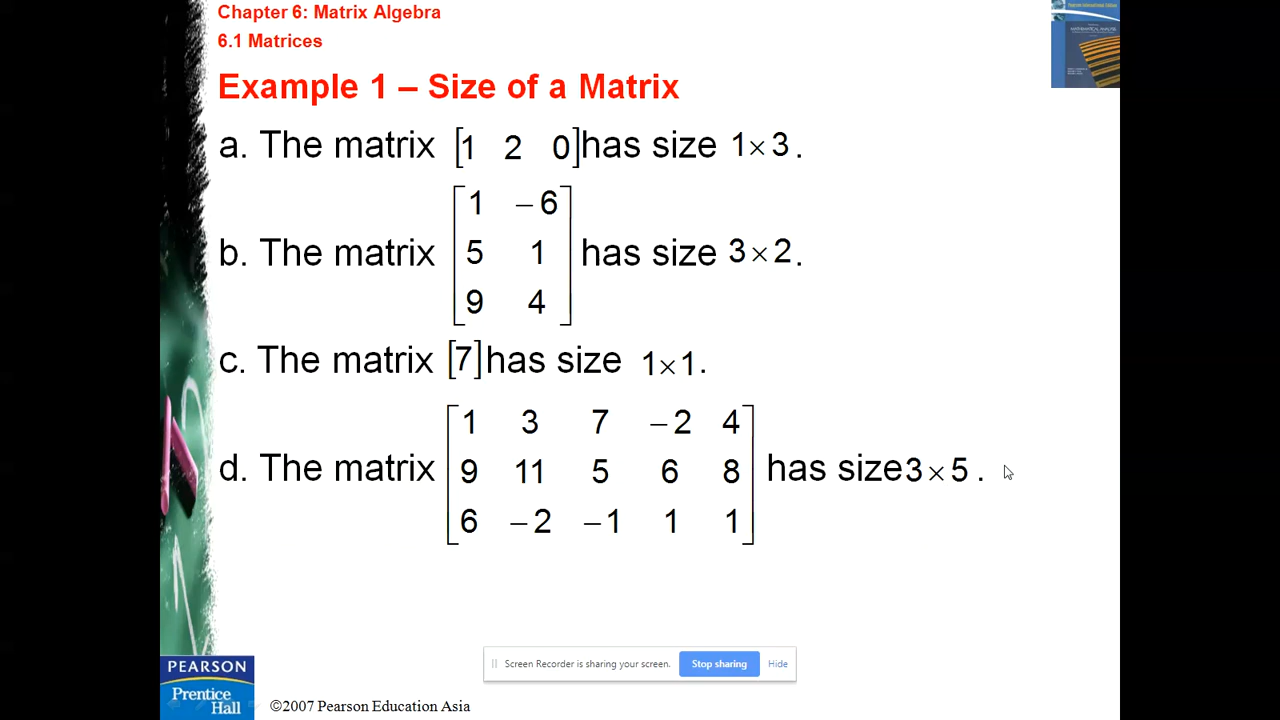 Chapter 6: Matrix Algebra
6.1 Matrices
Example 1 – Size of a Matrix
a. The matrix [1 2 0] has size 1 × 3.
b. The matrix
1 −6
5 1
9 4
has size 3 × 2.
c. The matrix [7] has size 1 × 1.
d. The matrix
1 3 7 −2 4
9 11 5 6 8
6 −2 −1 1 1
has size 3 × 5.
Screen Recorder is sharing your screen. Stop sharing Hide
PEARSON
Prentice
Hall
©2007 Pearson Education Asia